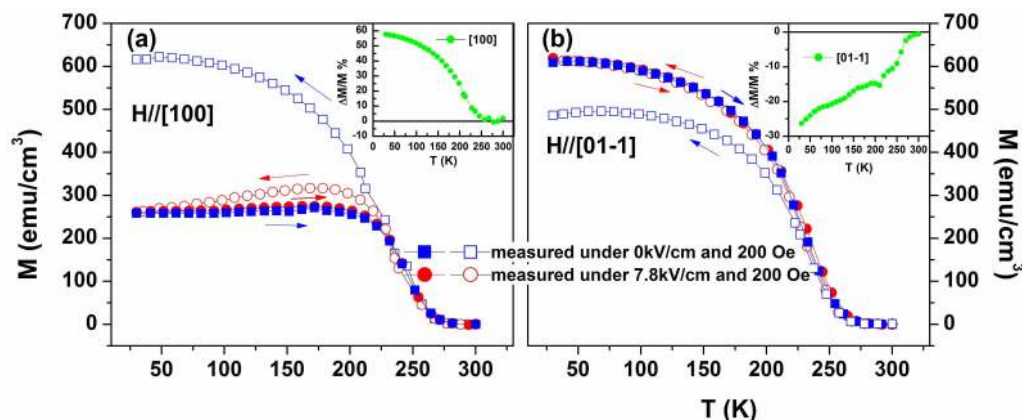 (a)
H//[100]
M (emu/cm³)
700
600
500
400
300
200
100
0
50 100 150 200 250 300
ΔM/M %
60
50
40
30
20
10
0
[100]
0 50 100 150 200 250 300
T (K)
measured under 0kV/cm and 200 Oe
measured under 7.8kV/cm and 200 Oe
(b)
H//[01-1]
ΔM/M %
0
-10
-20
-30
[01-1]
50 100 150 200 250 300
T (K)
50 100 150 200 250 300
T (K)
700
600
500
400
300
200
100
0
M (emu/cm³)